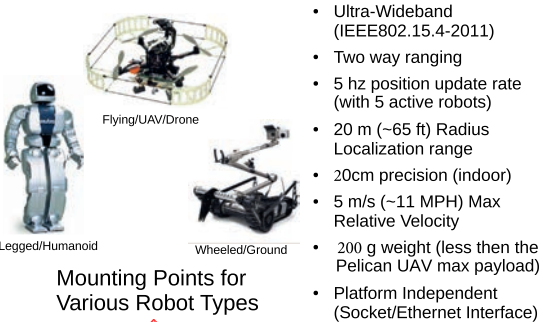 Flying/UAV/Drone
Legged/Humanoid
Wheeled/Ground
Mounting Points for
Various Robot Types
• Ultra-Wideband
(IEEE802.15.4-2011)
• Two way ranging
• 5 hz position update rate
(with 5 active robots)
• 20 m (~65 ft) Radius
Localization range
• 20cm precision (indoor)
• 5 m/s (~11 MPH) Max
Relative Velocity
• 200 g weight (less then the
Pelican UAV max payload)
• Platform Independent
(Socket/Ethernet Interface)